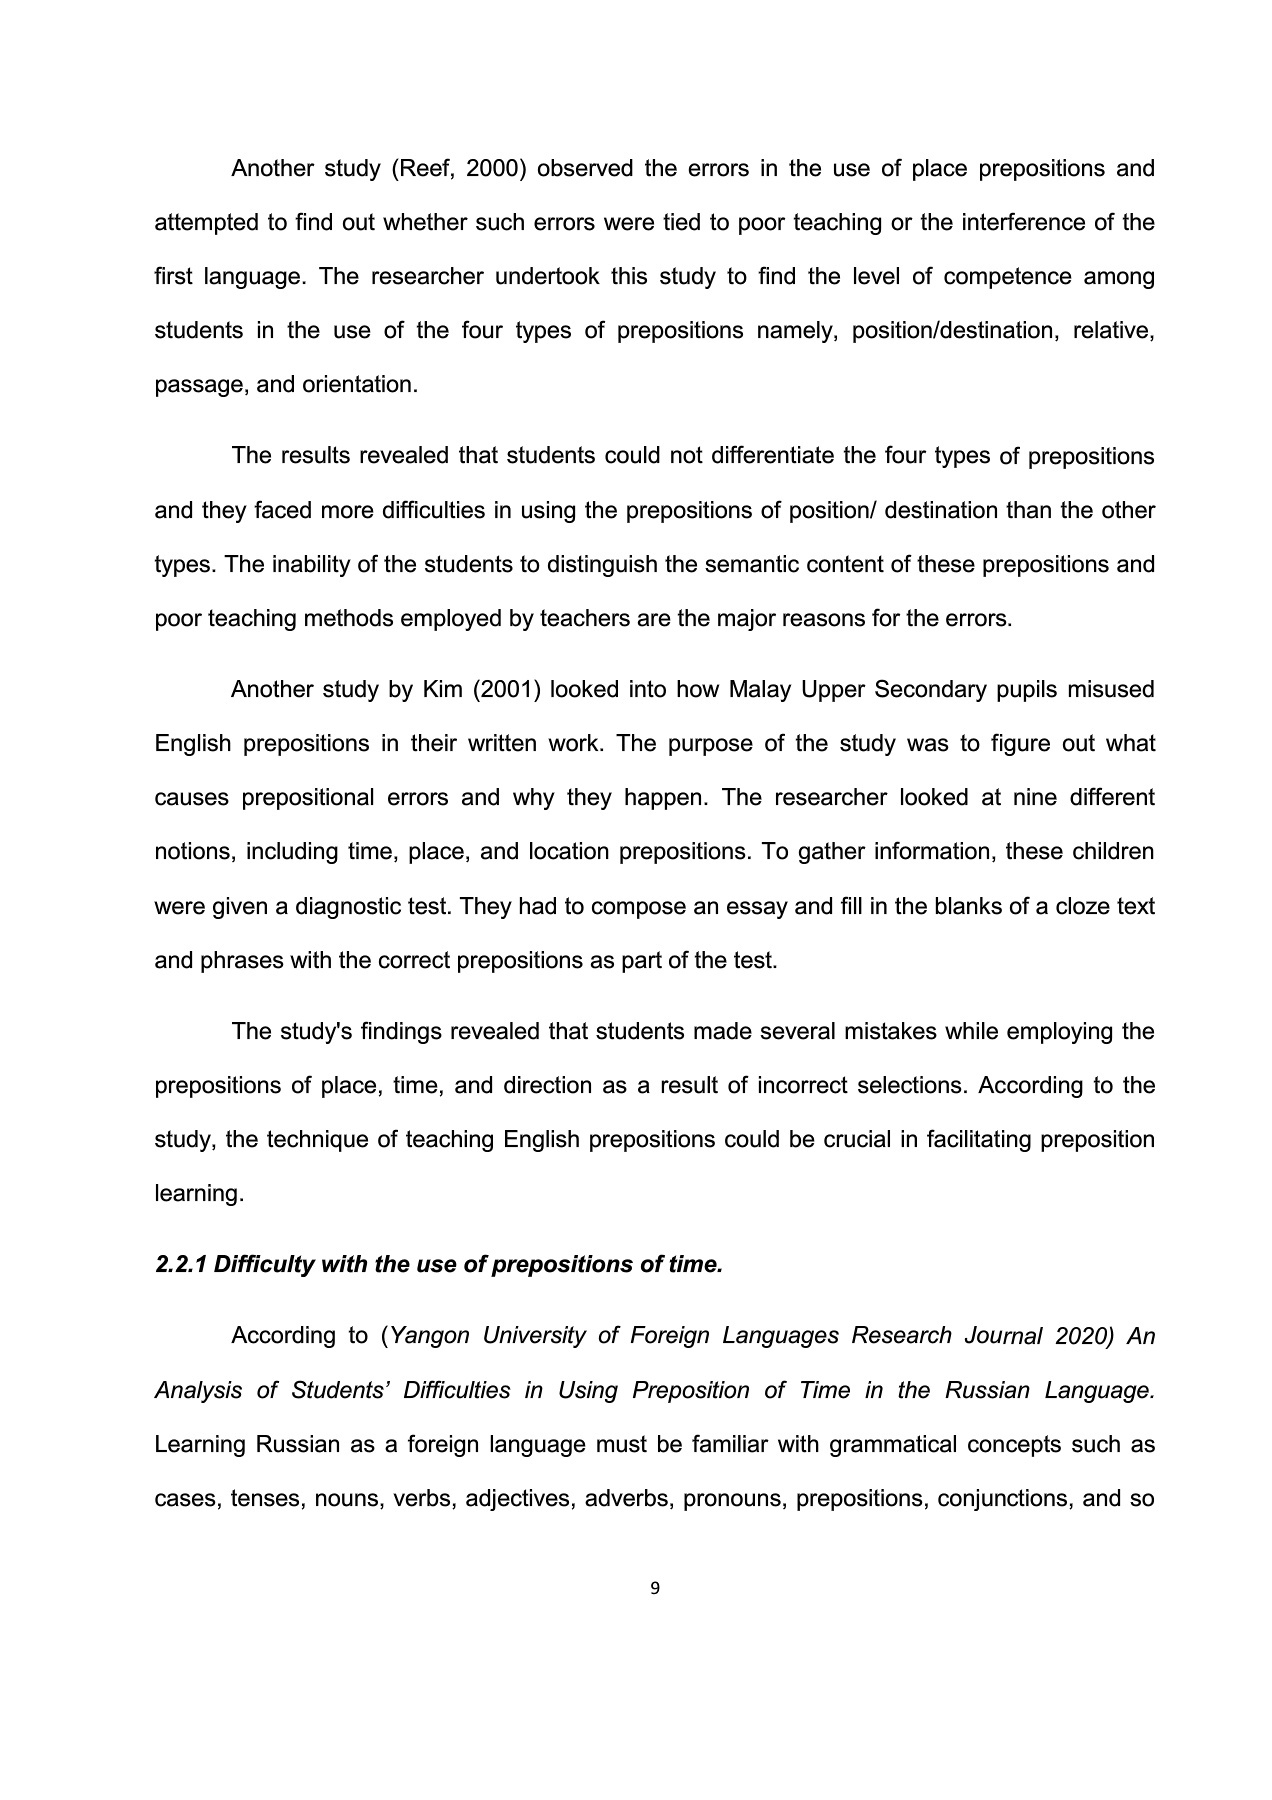 Another study (Reef, 2000) observed the errors in the use of place prepositions and
attempted to find out whether such errors were tied to poor teaching or the interference of the
first language. The researcher undertook this study to find the level of competence among
students in the use of the four types of prepositions namely, position/destination, relative,
passage, and orientation.
The results revealed that students could not differentiate the four types of prepositions
and they faced more difficulties in using the prepositions of position/ destination than the other
types. The inability of the students to distinguish the semantic content of these prepositions and
poor teaching methods employed by teachers are the major reasons for the errors.
Another study by Kim (2001) looked into how Malay Upper Secondary pupils misused
English prepositions in their written work. The purpose of the study was to figure out what
causes prepositional errors and why they happen. The researcher looked at nine different
notions, including time, place, and location prepositions. To gather information, these children
were given a diagnostic test. They had to compose an essay and fill in the blanks of a cloze text
and phrases with the correct prepositions as part of the test.
The study's findings revealed that students made several mistakes while employing the
prepositions of place, time, and direction as a result of incorrect selections. According to the
study, the technique of teaching English prepositions could be crucial in facilitating preposition
learning.
2.2.1 Difficulty with the use of prepositions of time.
According to (Yangon University of Foreign Languages Research Journal 2020) An
Analysis of Students’ Difficulties in Using Preposition of Time in the Russian Language.
Learning Russian as a foreign language must be familiar with grammatical concepts such as
cases, tenses, nouns, verbs, adjectives, adverbs, pronouns, prepositions, conjunctions, and so
9